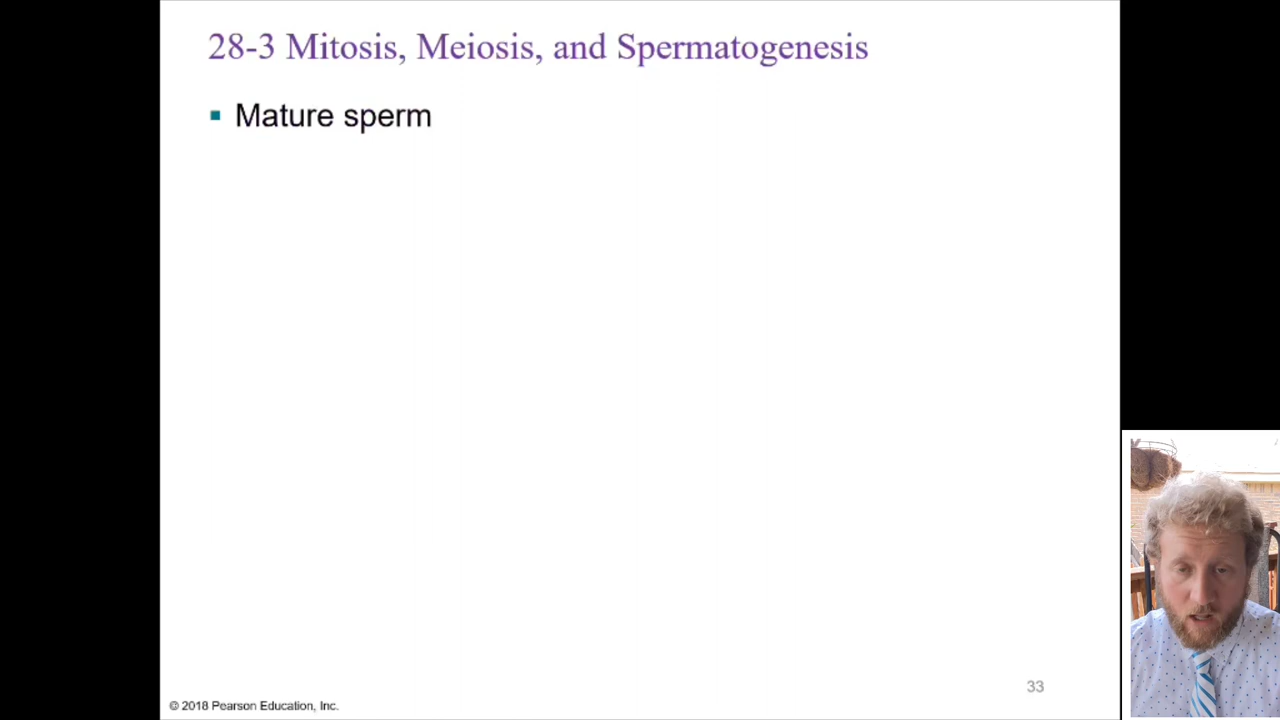 28-3 Mitosis, Meiosis, and Spermatogenesis
Mature sperm
33
© 2018 Pearson Education, Inc.